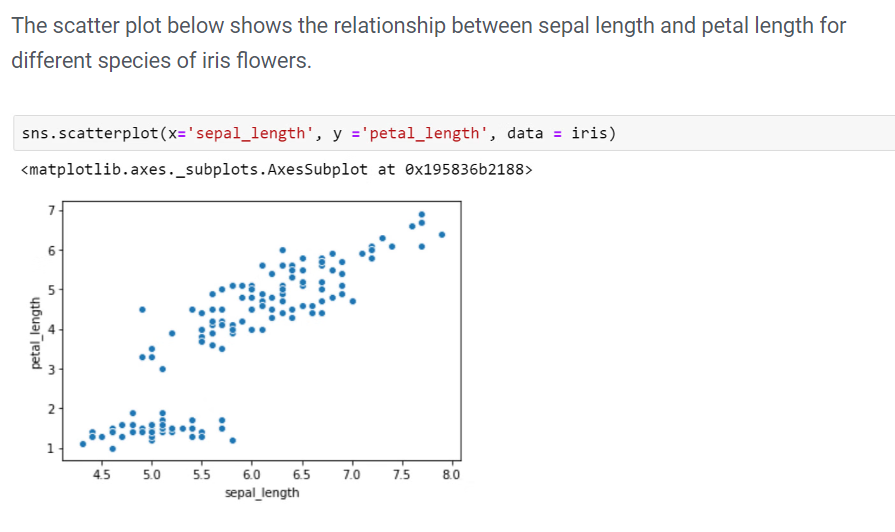 The scatter plot below shows the relationship between sepal length and petal length for
different species of iris flowers.
sns.scatterplot(x='sepal_length', y ='petal_length', data = iris)
<matplotlib.axes._subplots.AxesSubplot at 0x195836b2188>
7
6
5
4
3
2
1
petal_length
4.5 5.0 5.5 6.0 6.5 7.0 7.5 8.0
sepal_length